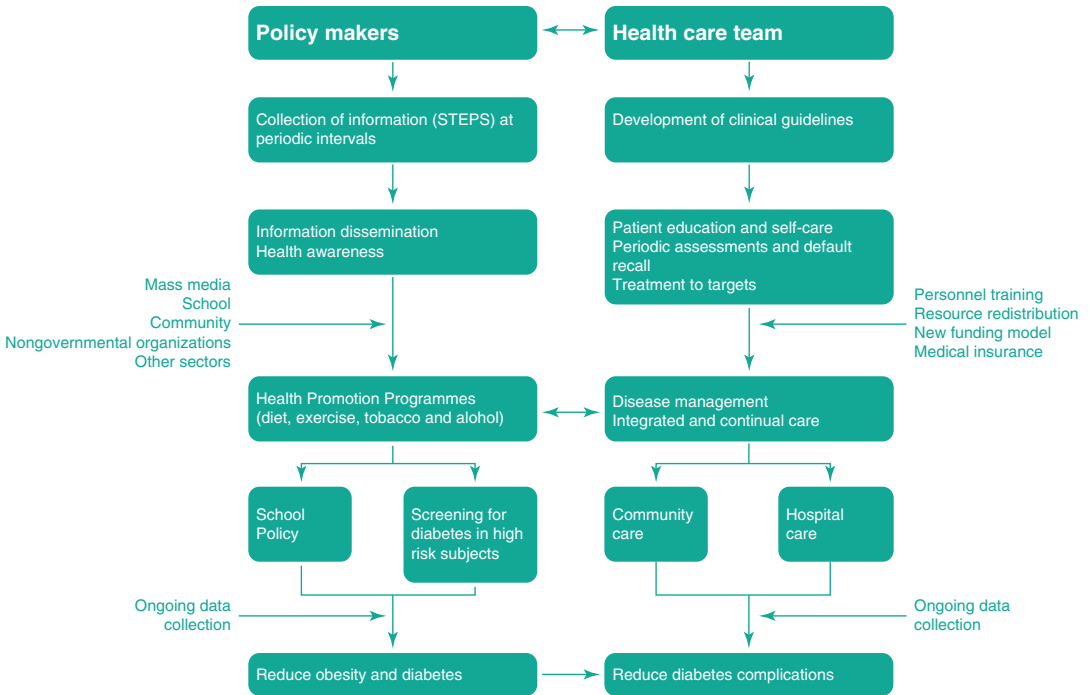 Policy makers
Health care team
Collection of information (STEPS) at
periodic intervals
Development of clinical guidelines
Information dissemination
Health awareness
Patient education and self-care
Periodic assessments and default
recall
Treatment to targets
Mass media
School
Community
Nongovernmental organizations
Other sectors
Personnel training
Resource redistribution
New funding model
Medical insurance
Health Promotion Programmes
(diet, exercise, tobacco and alohol)
Disease management
Integrated and continual care
School
Policy
Screening for
diabetes in high
risk subjects
Community
care
Hospital
care
Ongoing data
collection
Ongoing data
collection
Reduce obesity and diabetes
Reduce diabetes complications